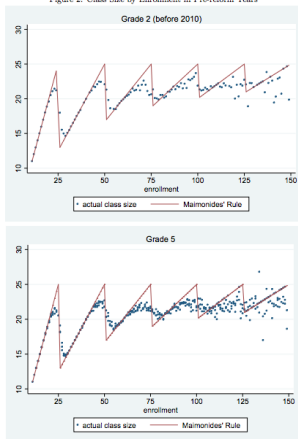 Figure 2: Class Size by Enrollment in Pre-reform Years
Grade 2 (before 2010)
30
25
20
15
10
25 50 75 100 125 150
enrollment
actual class size Maimonides' Rule
Grade 5
30
25
20
15
10
25 50 75 100 125 150
enrollment
actual class size Maimonides' Rule